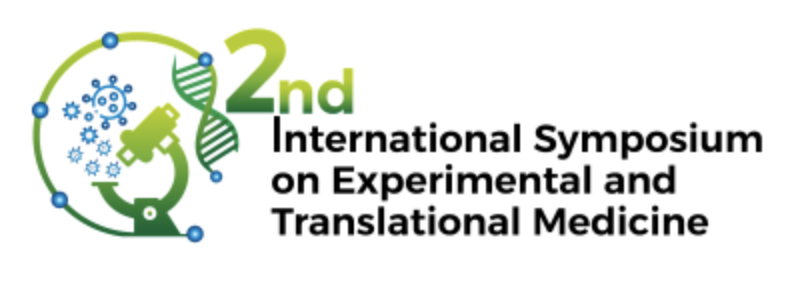 2nd
International Symposium
on Experimental and
Translational Medicine